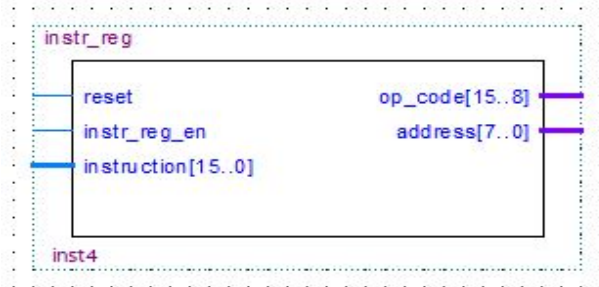 instr_reg
reset
op_code[15..8]
instr_reg_en
address[7..0]
instruction[15..0]
inst4